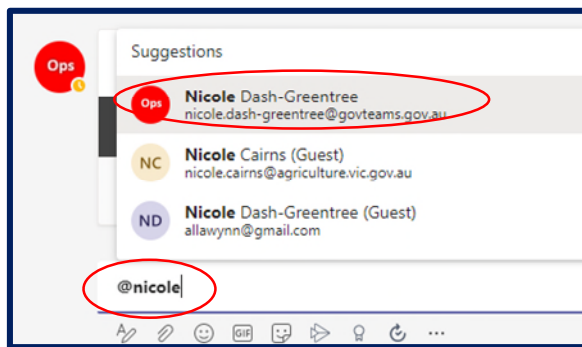 Ops
Suggestions
Ops
Nicole Dash-Greentree
nicole.dash-greentree@govteams.gov.au
NC
Nicole Cairns (Guest)
nicole.cairns@agriculture.vic.gov.au
ND
Nicole Dash-Greentree (Guest)
allawynn@gmail.com
@nicole
GIF